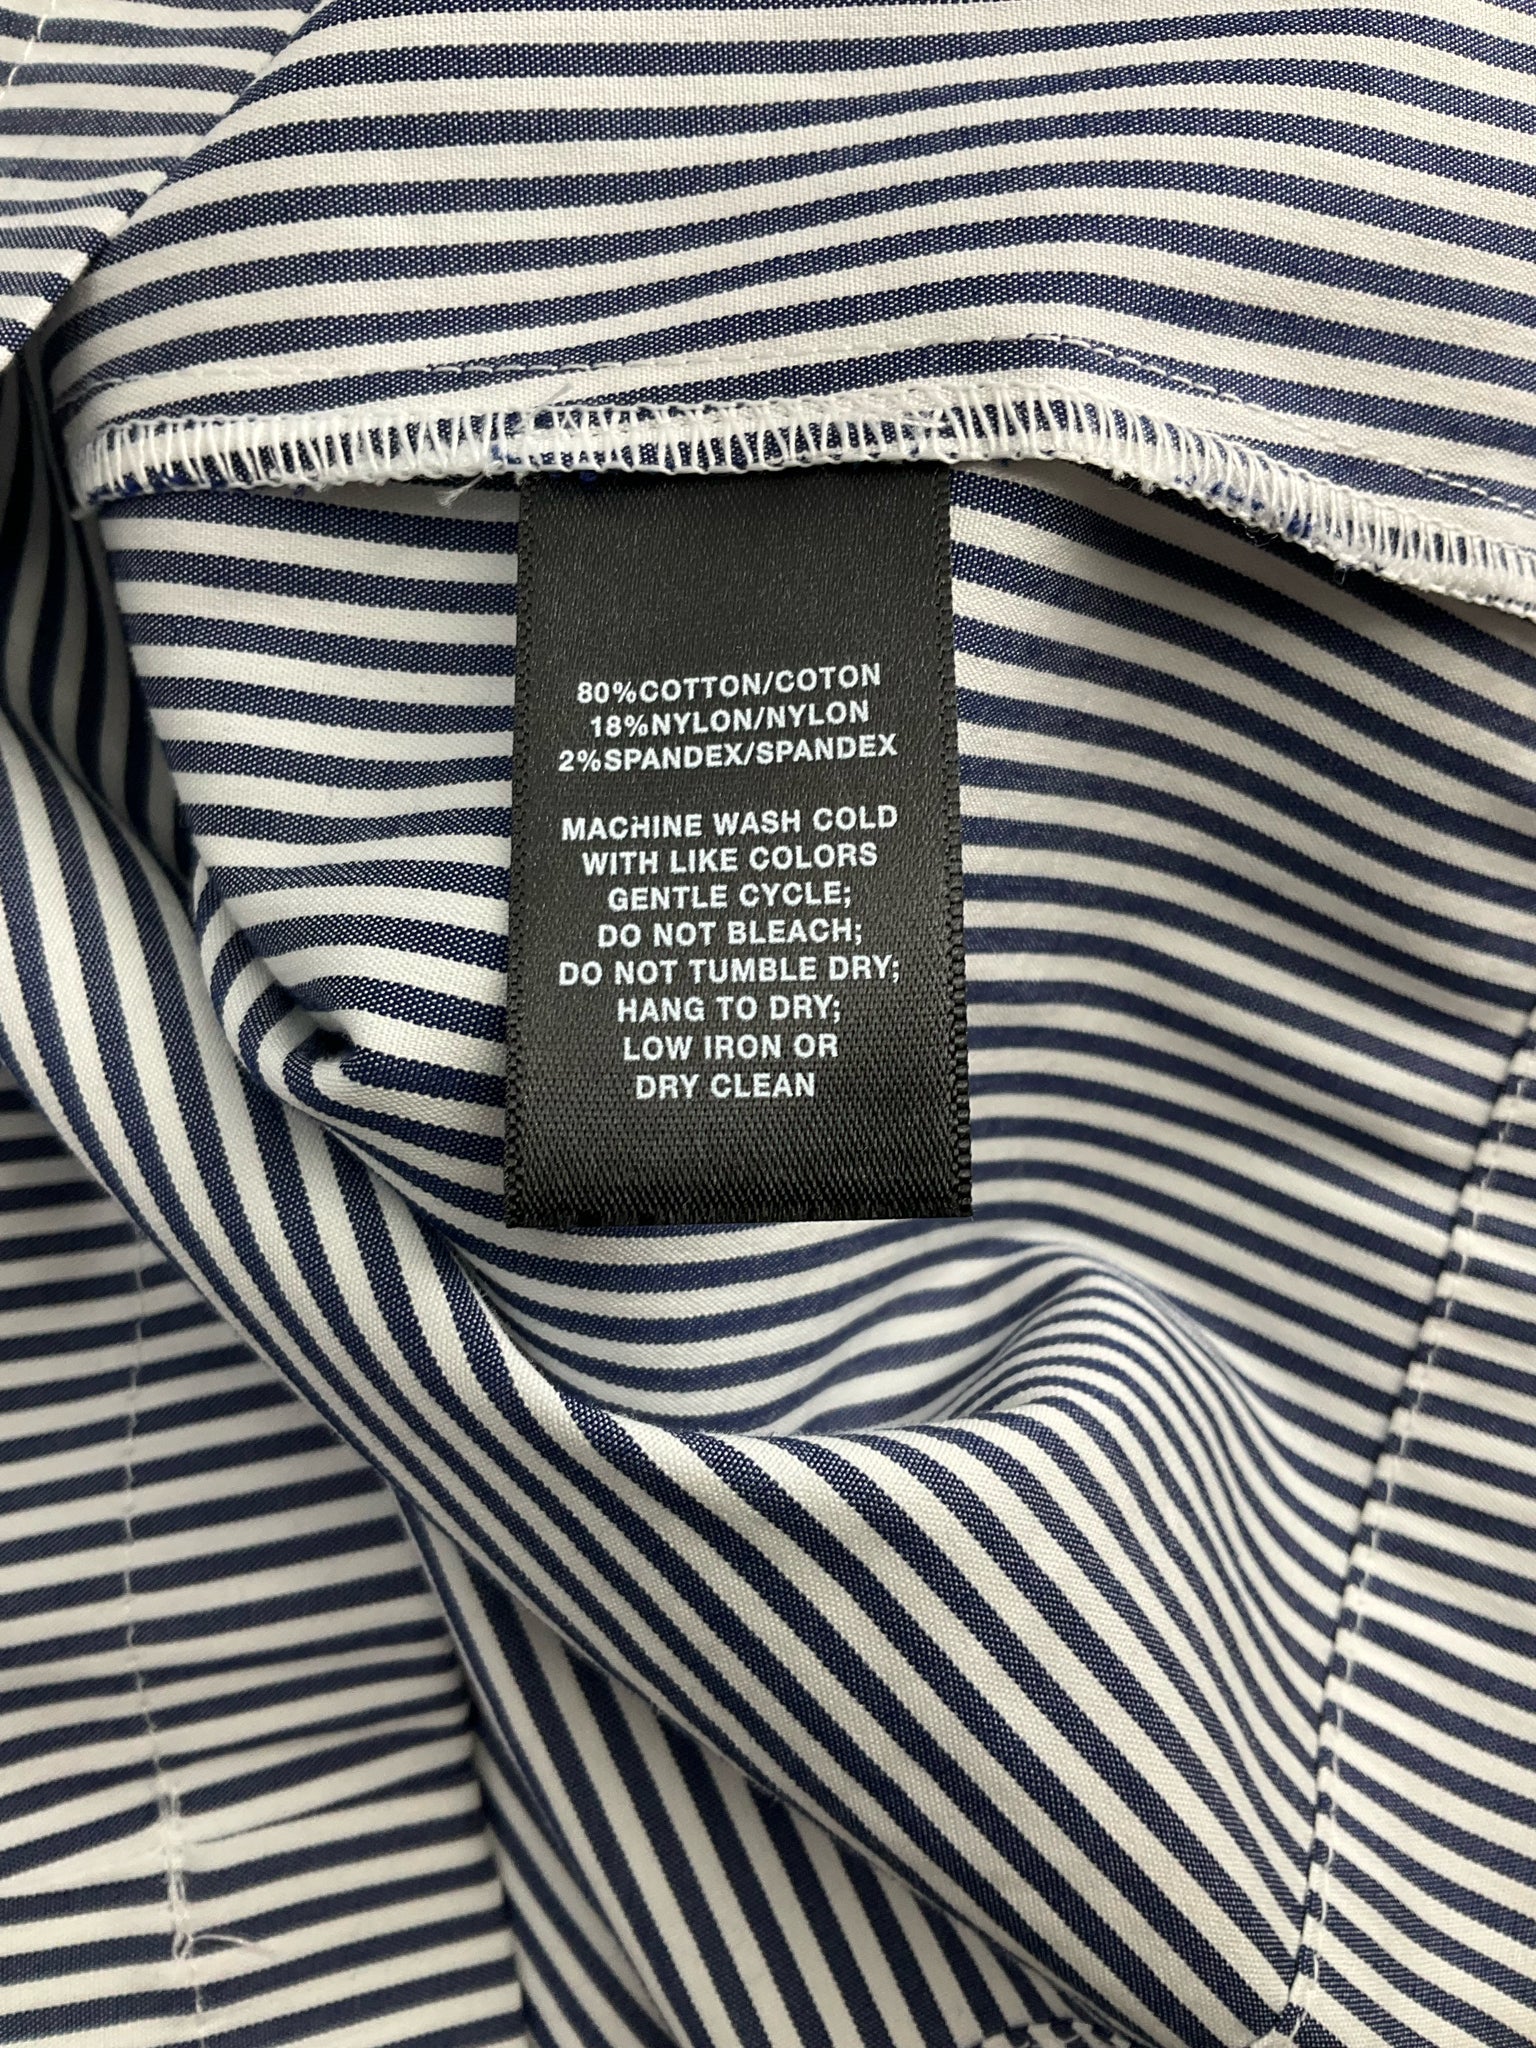 80%COTTON/COTON
18%NYLON/NYLON
2%SPANDEX/SPANDEX
MACHINE WASH COLD
WITH LIKE COLORS
GENTLE CYCLE;
DO NOT BLEACH;
DO NOT TUMBLE DRY;
HANG TO DRY;
LOW IRON OR
DRY CLEAN